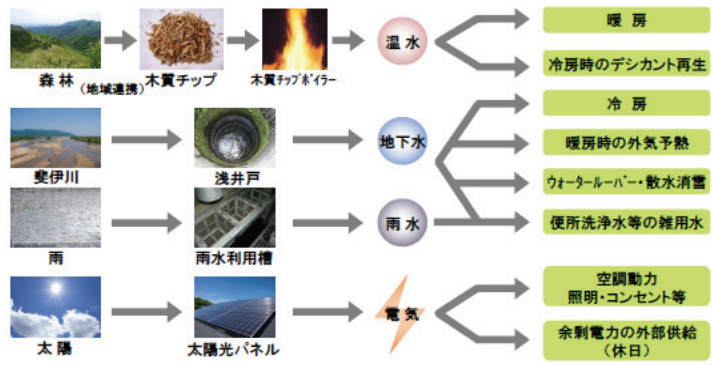 暖房
温水
森林
(地域連携)
木質チップ
木質ﾁｯﾌﾟﾎﾞｲﾗｰ
冷房時のデシカント再生
冷房
地下水
暖房時の外気予熱
斐伊川
浅井戸
ｳｫｰﾀｰﾙｰﾊﾞｰ・散水消雪
雨水
便所洗浄水等の雑用水
雨
雨水利用槽
空調動力
照明・コンセント等
電気
太陽
太陽光パネル
余剰電力の外部供給
(休日)